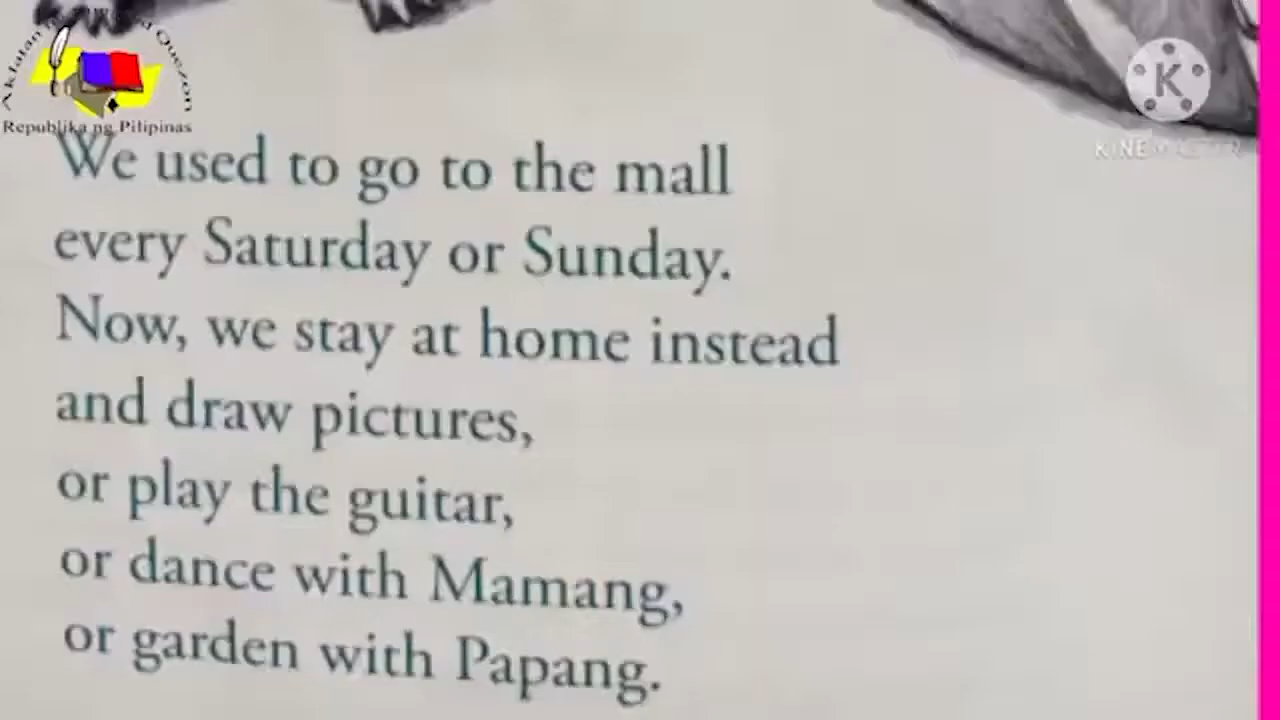 Republika ng Pilipinas
K
KINEMASTER
We used to go to the mall
every Saturday or Sunday.
Now, we stay at home instead
and draw pictures,
or play the guitar,
or dance with Mamang,
or garden with Papang.